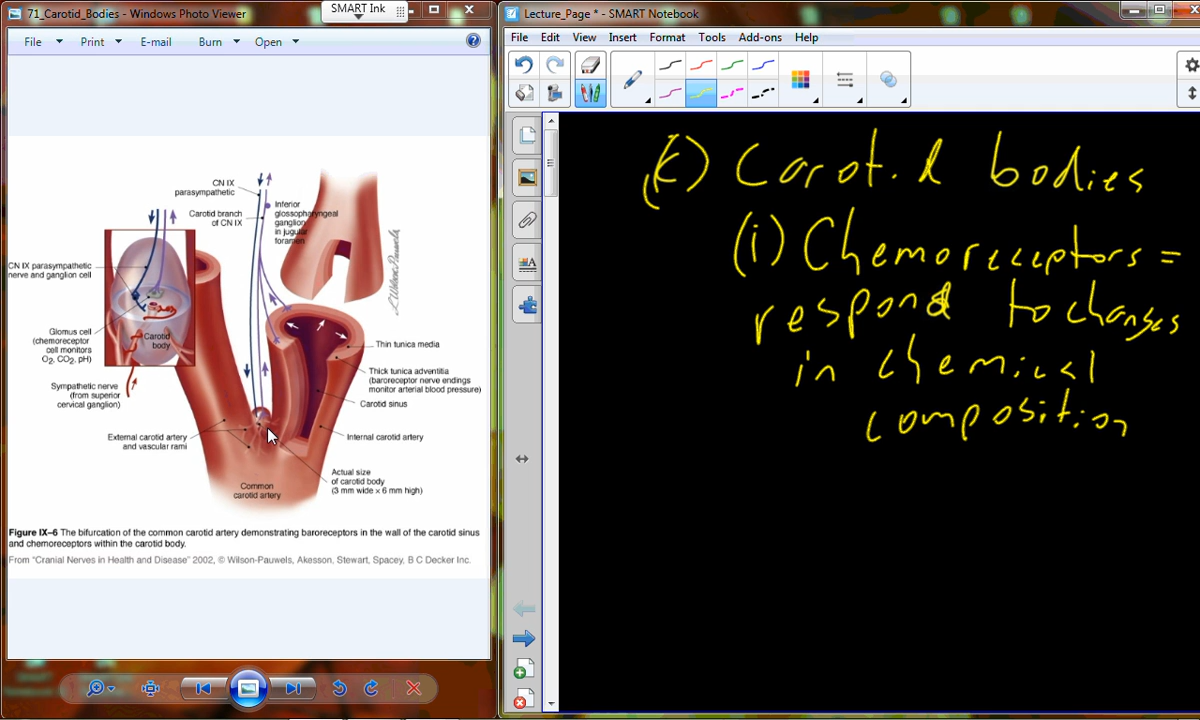 71_Carotid_Bodies - Windows Photo Viewer
SMART Ink
File Print E-mail Burn Open
CN IX
parasympathetic
Carotid branch
of CN IX
Inferior
glossopharyngeal
ganglion
in jugular
foramen
CN IX parasympathetic
nerve and ganglion cell
Glomus cell
(chemoreceptor
cell monitors
O2, CO2, pH)
Carotid
body
Sympathetic nerve
(from superior
cervical ganglion)
L. Wilson-Pauwels
Thin tunica media
Thick tunica adventitia
(baroreceptor nerve endings
monitor arterial blood pressure)
Carotid sinus
External carotid artery
and vascular rami
Internal carotid artery
Actual size
of carotid body
(3 mm wide x 6 mm high)
Common
carotid artery
Figure IX–6 The bifurcation of the common carotid artery demonstrating baroreceptors in the wall of the carotid sinus
and chemoreceptors within the carotid body.
From "Cranial Nerves in Health and Disease" 2002, © Wilson-Pauwels, Akesson, Stewart, Spacey, B C Decker Inc.
Lecture_Page * - SMART Notebook
File Edit View Insert Format Tools Add-ons Help
(k) Carotid bodies
(i) Chemoreceptors =
respond to changes
in chemical
composition